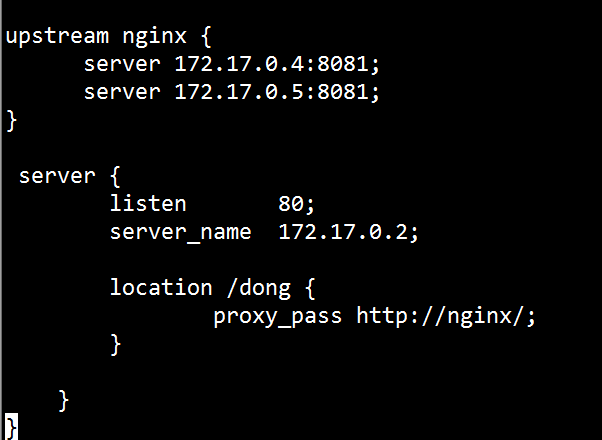 upstream nginx {
      server 172.17.0.4:8081;
      server 172.17.0.5:8081;
}
 server {
        listen       80;
        server_name  172.17.0.2;
        location /dong {
                proxy_pass http://nginx/;
        }
    }
}